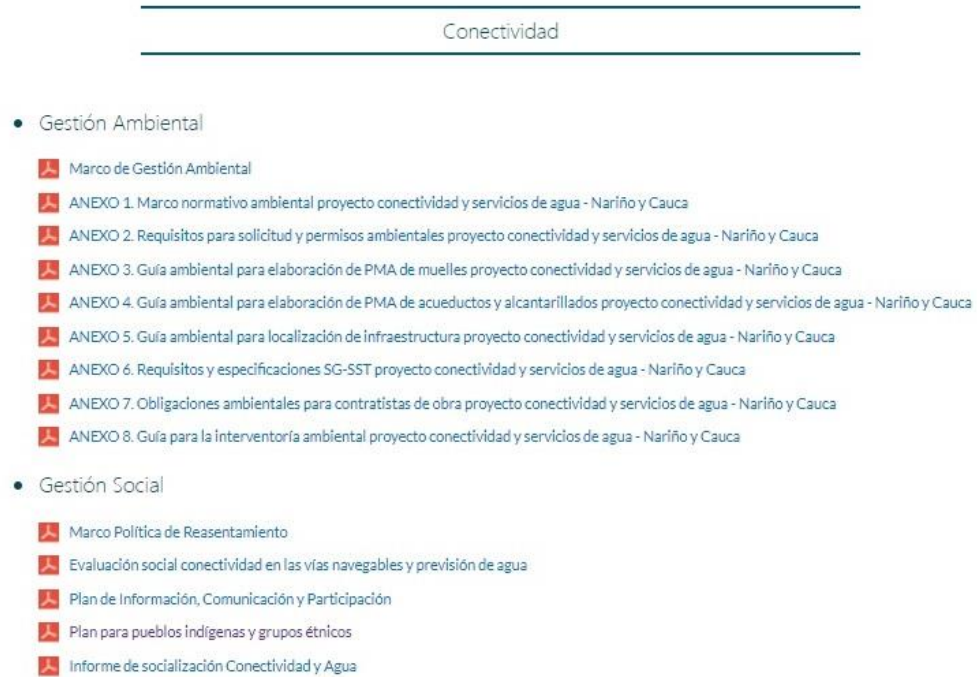 Conectividad
Gestión Ambiental
Marco de Gestión Ambiental
ANEXO 1. Marco normativo ambiental proyecto conectividad y servicios de agua - Nariño y Cauca
ANEXO 2. Requisitos para solicitud y permisos ambientales proyecto conectividad y servicios de agua - Nariño y Cauca
ANEXO 3. Guía ambiental para elaboración de PMA de muelles proyecto conectividad y servicios de agua - Nariño y Cauca
ANEXO 4. Guía ambiental para elaboración de PMA de acueductos y alcantarillados proyecto conectividad y servicios de agua - Nariño y Cauca
ANEXO 5. Guía ambiental para localización de infraestructura proyecto conectividad y servicios de agua - Nariño y Cauca
ANEXO 6. Requisitos y especificaciones SG-SST proyecto conectividad y servicios de agua - Nariño y Cauca
ANEXO 7. Obligaciones ambientales para contratistas de obra proyecto conectividad y servicios de agua - Nariño y Cauca
ANEXO 8. Guía para la interventoría ambiental proyecto conectividad y servicios de agua - Nariño y Cauca
Gestión Social
Marco Política de Reasentamiento
Evaluación social conectividad en las vías navegables y previsión de agua
Plan de Información, Comunicación y Participación
Plan para pueblos indígenas y grupos étnicos
Informe de socialización Conectividad y Agua